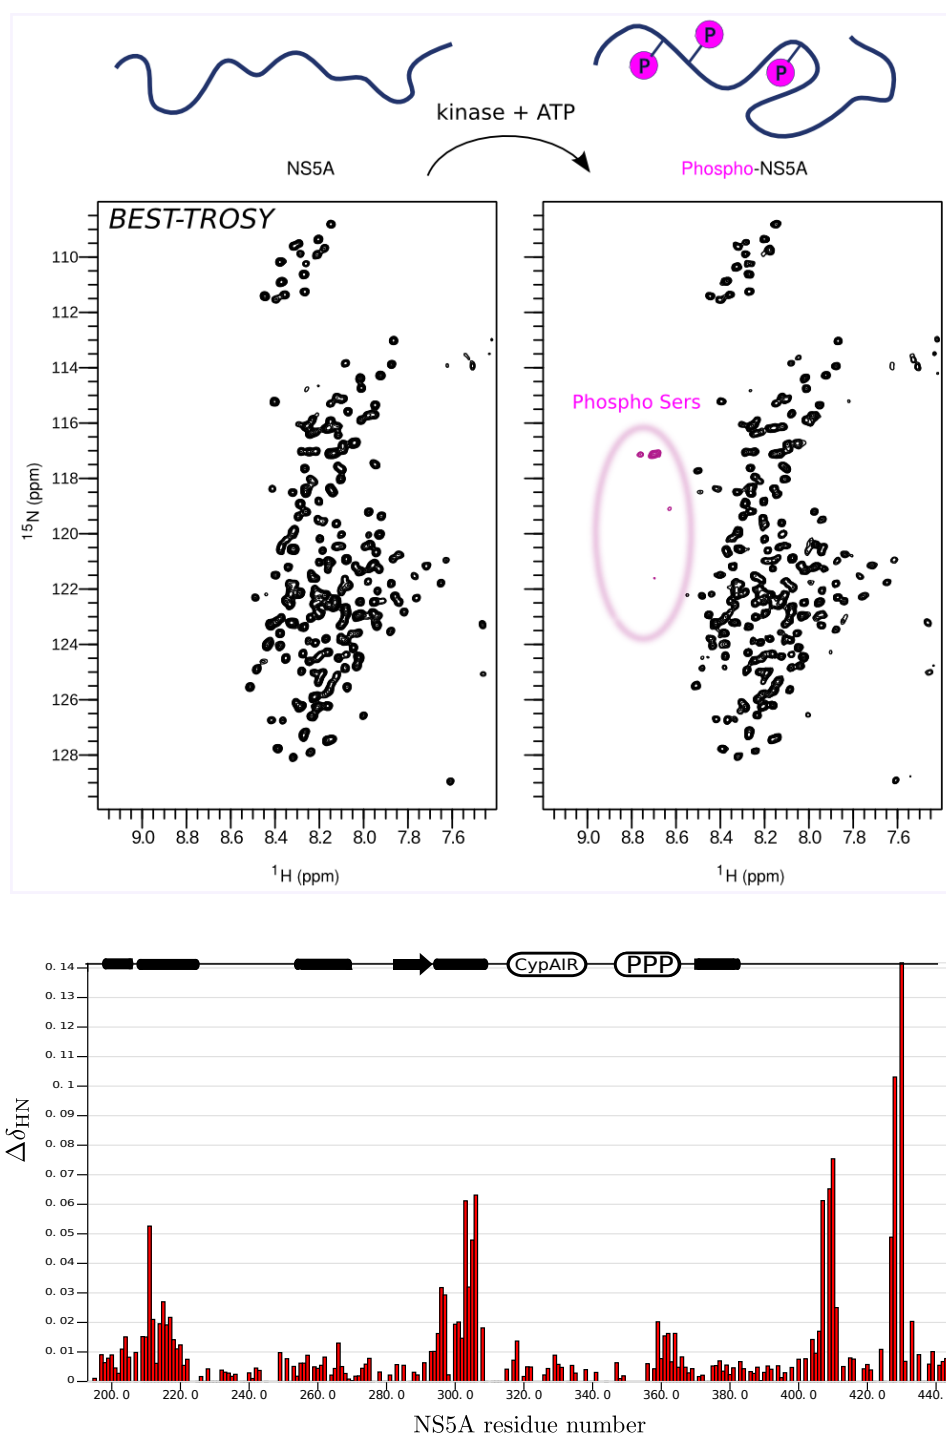 P P P
kinase + ATP
NS5A Phospho-NS5A
BEST-TROSY
Phospho Sers
110
112
114
116
118
120
122
124
126
128
15N (ppm)
9.0 8.8 8.6 8.4 8.2 8.0 7.8 7.6 9.0 8.8 8.6 8.4 8.2 8.0 7.8 7.6
1H (ppm) 1H (ppm)
CypAIR PPP
0. 14
0. 13
0. 12
0. 11
0. 1
0. 09
0. 08
0. 07
0. 06
0. 05
0. 04
0. 03
0. 02
0. 01
0
ΔδHN
200. 0 220. 0 240. 0 260. 0 280. 0 300. 0 320. 0 340. 0 360. 0 380. 0 400. 0 420. 0 440.
NS5A residue number